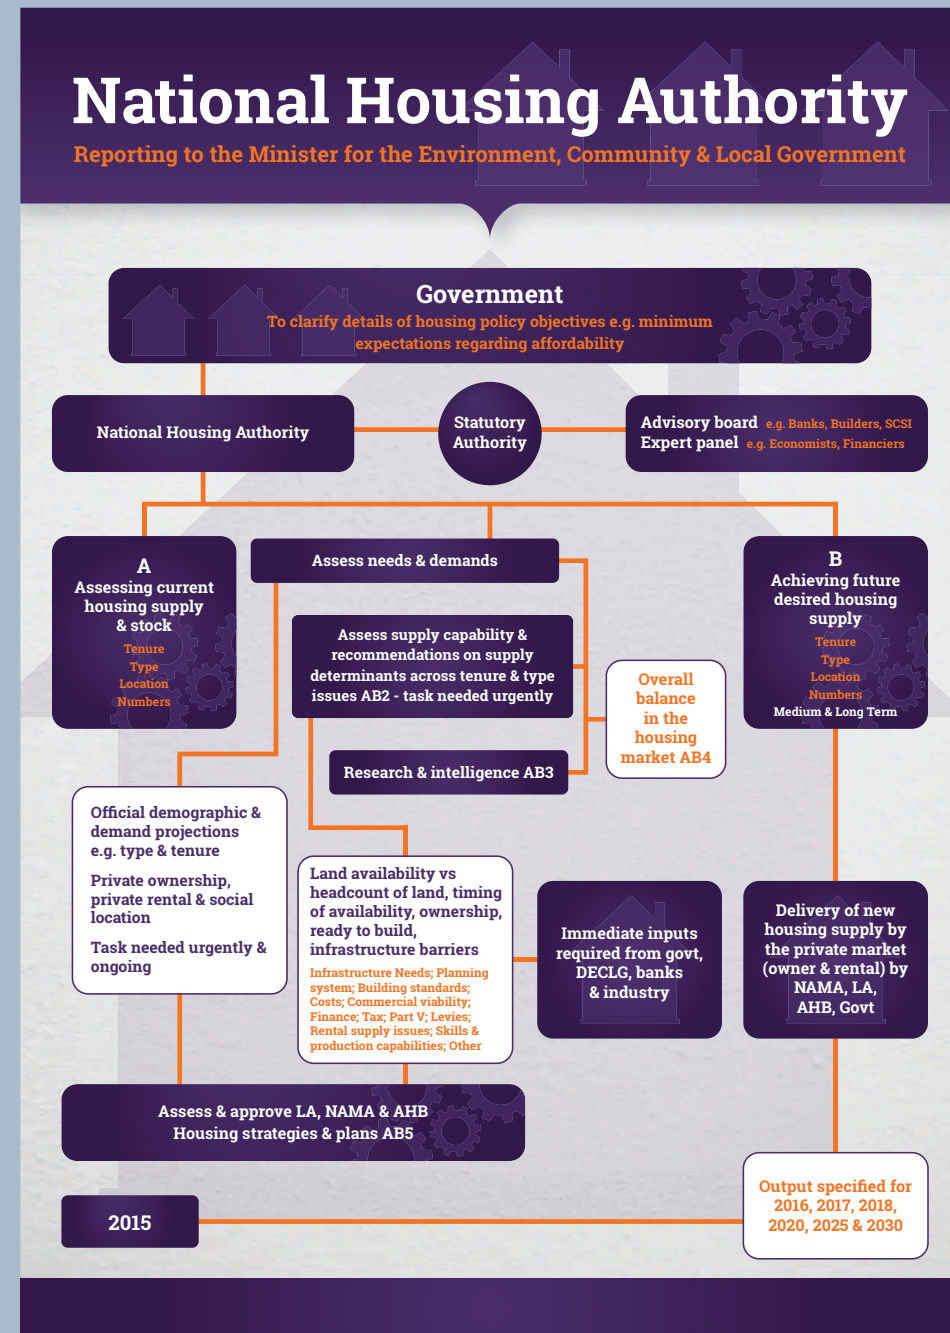 National Housing Authority
Reporting to the Minister for the Environment, Community & Local Government
Government
To clarify details of housing policy objectives e.g. minimum
expectations regarding affordability
National Housing Authority
Statutory
Authority
Advisory board e.g. Banks, Builders, SCSI
Expert panel e.g. Economists, Financiers
A
Assessing current
housing supply
& stock
Tenure
Type
Location
Numbers
Assess needs & demands
Assess supply capability &
recommendations on supply
determinants across tenure & type
issues AB2 - task needed urgently
Research & intelligence AB3
Overall
balance
in the
housing
market AB4
B
Achieving future
desired housing
supply
Tenure
Type
Location
Numbers
Medium & Long Term
Official demographic &
demand projections
e.g. type & tenure
Private ownership,
private rental & social
location
Task needed urgently &
ongoing
Land availability vs
headcount of land, timing
of availability, ownership,
ready to build,
infrastructure barriers
Infrastructure Needs; Planning
system; Building standards;
Costs; Commercial viability;
Finance; Tax; Part V; Levies;
Rental supply issues; Skills &
production capabilities; Other
Immediate inputs
required from govt,
DECLG, banks
& industry
Delivery of new
housing supply by
the private market
(owner & rental) by
NAMA, LA,
AHB, Govt
Assess & approve LA, NAMA & AHB
Housing strategies & plans AB5
2015
Output specified for
2016, 2017, 2018,
2020, 2025 & 2030